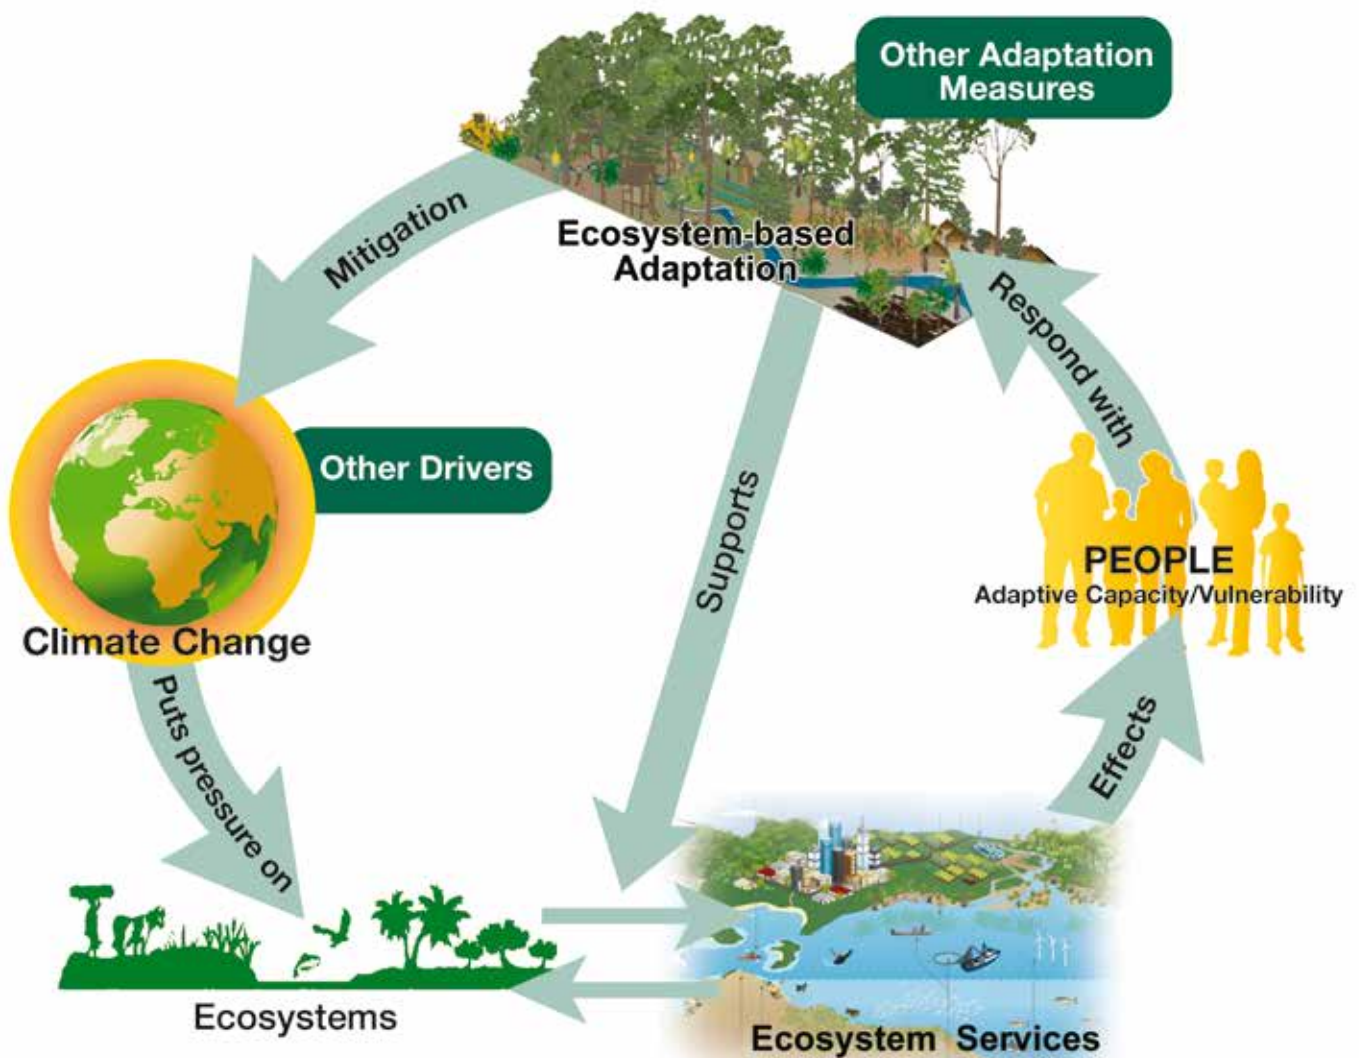 Other Adaptation
Measures
Mitigation
Ecosystem-based
Adaptation
Respond with
Other Drivers
Supports
PEOPLE
Adaptive Capacity/Vulnerability
Climate Change
Puts pressure on
Effects
Ecosystems
Ecosystem Services